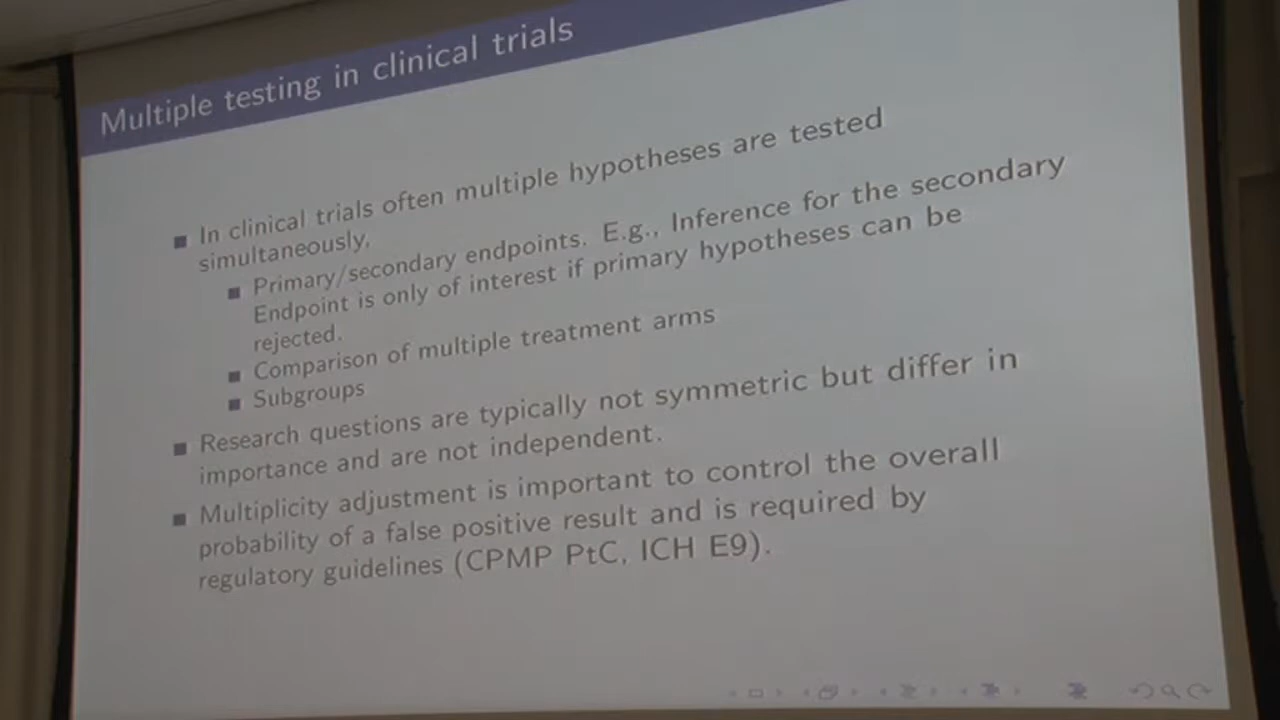 Multiple testing in clinical trials
In clinical trials often multiple hypotheses are tested
simultaneously,
Primary/secondary endpoints. E.g., Inference for the secondary
Endpoint is only of interest if primary hypotheses can be
rejected.
Comparison of multiple treatment arms
Subgroups
Research questions are typically not symmetric but differ in
importance and are not independent.
Multiplicity adjustment is important to control the overall
probability of a false positive result and is required by
regulatory guidelines (CPMP PtC, ICH E9).